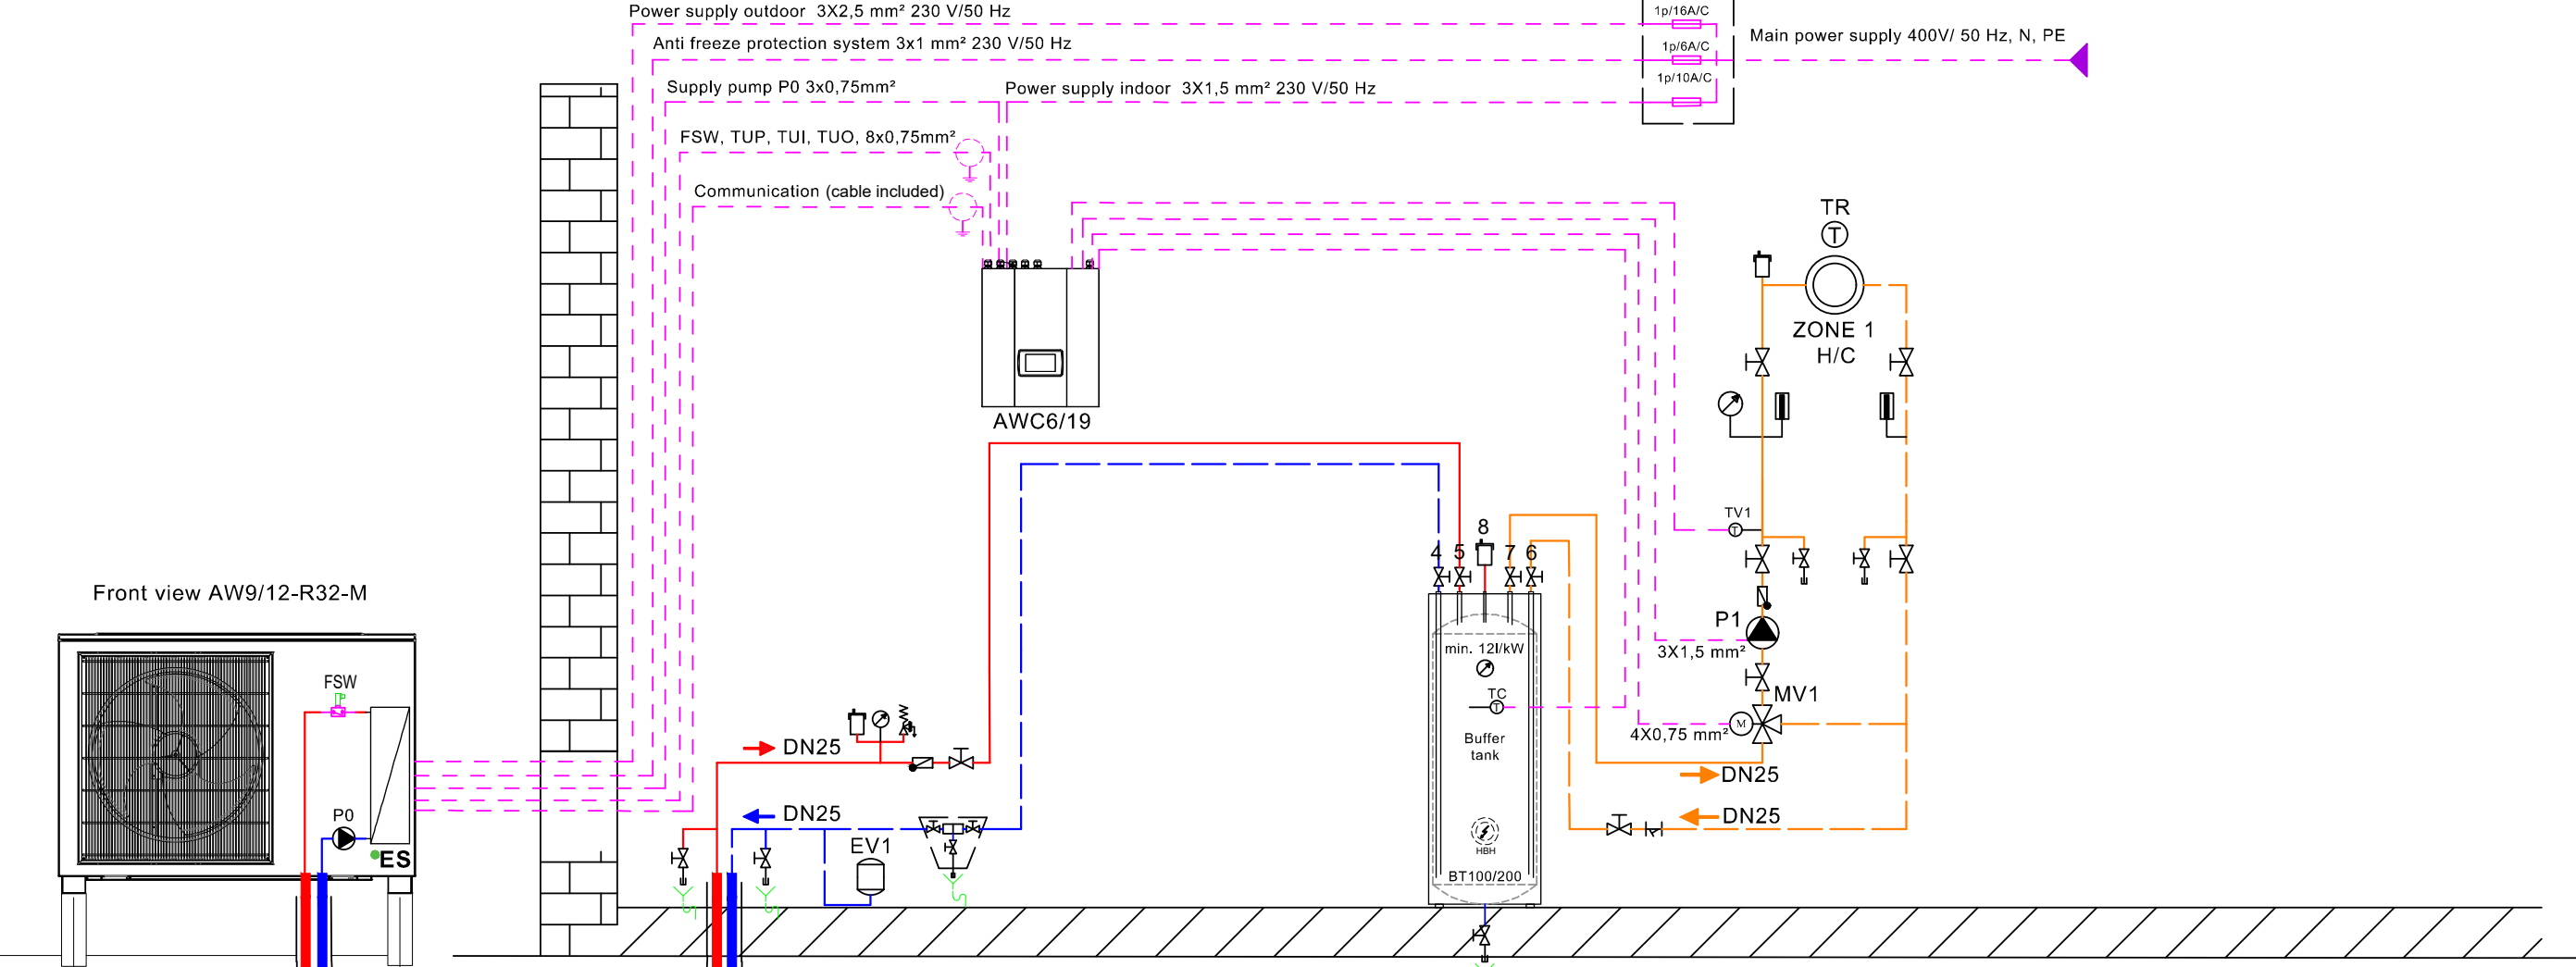 Power supply outdoor 3X2,5 mm² 230 V/50 Hz
1p/16A/C
Anti freeze protection system 3x1 mm² 230 V/50 Hz
1p/6A/C
Main power supply 400V/ 50 Hz, N, PE
Supply pump P0 3x0,75mm²
Power supply indoor 3X1,5 mm² 230 V/50 Hz
1p/10A/C
FSW, TUP, TUI, TUO, 8x0,75mm²
Communication (cable included)
TR
T
ZONE 1
H/C
AWC6/19
TV1
T
8
4 5 7 6
Front view AW9/12-R32-M
P1
3X1,5 mm²
min. 12l/kW
FSW
TC
T
MV1
M
4X0,75 mm²
Buffer
tank
DN25
DN25
P0
DN25
DN25
EV1
ES
HBH
BT100/200